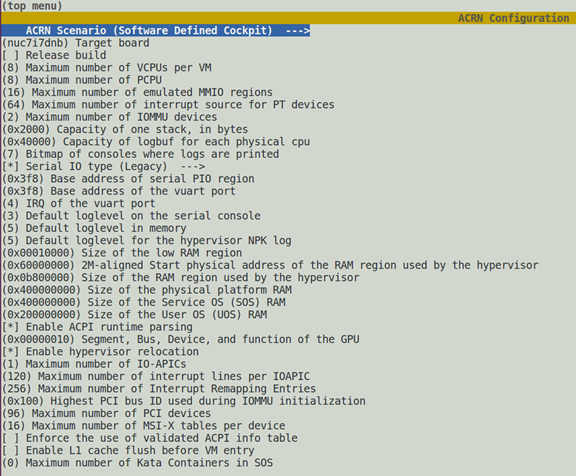 (top menu)
ACRN Configuration
ACRN Scenario (Software Defined Cockpit)  --->
(nuc7i7dnb) Target board
[ ] Release build
(8) Maximum number of VCPUs per VM
(8) Maximum number of PCPU
(16) Maximum number of emulated MMIO regions
(64) Maximum number of interrupt source for PT devices
(2) Maximum number of IOMMU devices
(0x2000) Capacity of one stack, in bytes
(0x40000) Capacity of logbuf for each physical cpu
(7) Bitmap of consoles where logs are printed
[*] Serial IO type (Legacy)  --->
(0x3f8) Base address of serial PIO region
(0x3f8) Base address of the vuart port
(4) IRQ of the vuart port
(3) Default loglevel on the serial console
(5) Default loglevel in memory
(5) Default loglevel for the hypervisor NPK log
(0x00010000) Size of the low RAM region
(0x60000000) 2M-aligned Start physical address of the RAM region used by the hypervisor
(0x0b800000) Size of the RAM region used by the hypervisor
(0x400000000) Size of the physical platform RAM
(0x400000000) Size of the Service OS (SOS) RAM
(0x200000000) Size of the User OS (UOS) RAM
[*] Enable ACPI runtime parsing
(0x00000010) Segment, Bus, Device, and function of the GPU
[*] Enable hypervisor relocation
(1) Maximum number of IO-APICs
(120) Maximum number of interrupt lines per IOAPIC
(256) Maximum number of Interrupt Remapping Entries
(0x100) Highest PCI bus ID used during IOMMU initialization
(96) Maximum number of PCI devices
(16) Maximum number of MSI-X tables per device
[ ] Enforce the use of validated ACPI info table
[ ] Enable L1 cache flush before VM entry
(0) Maximum number of Kata Containers in SOS